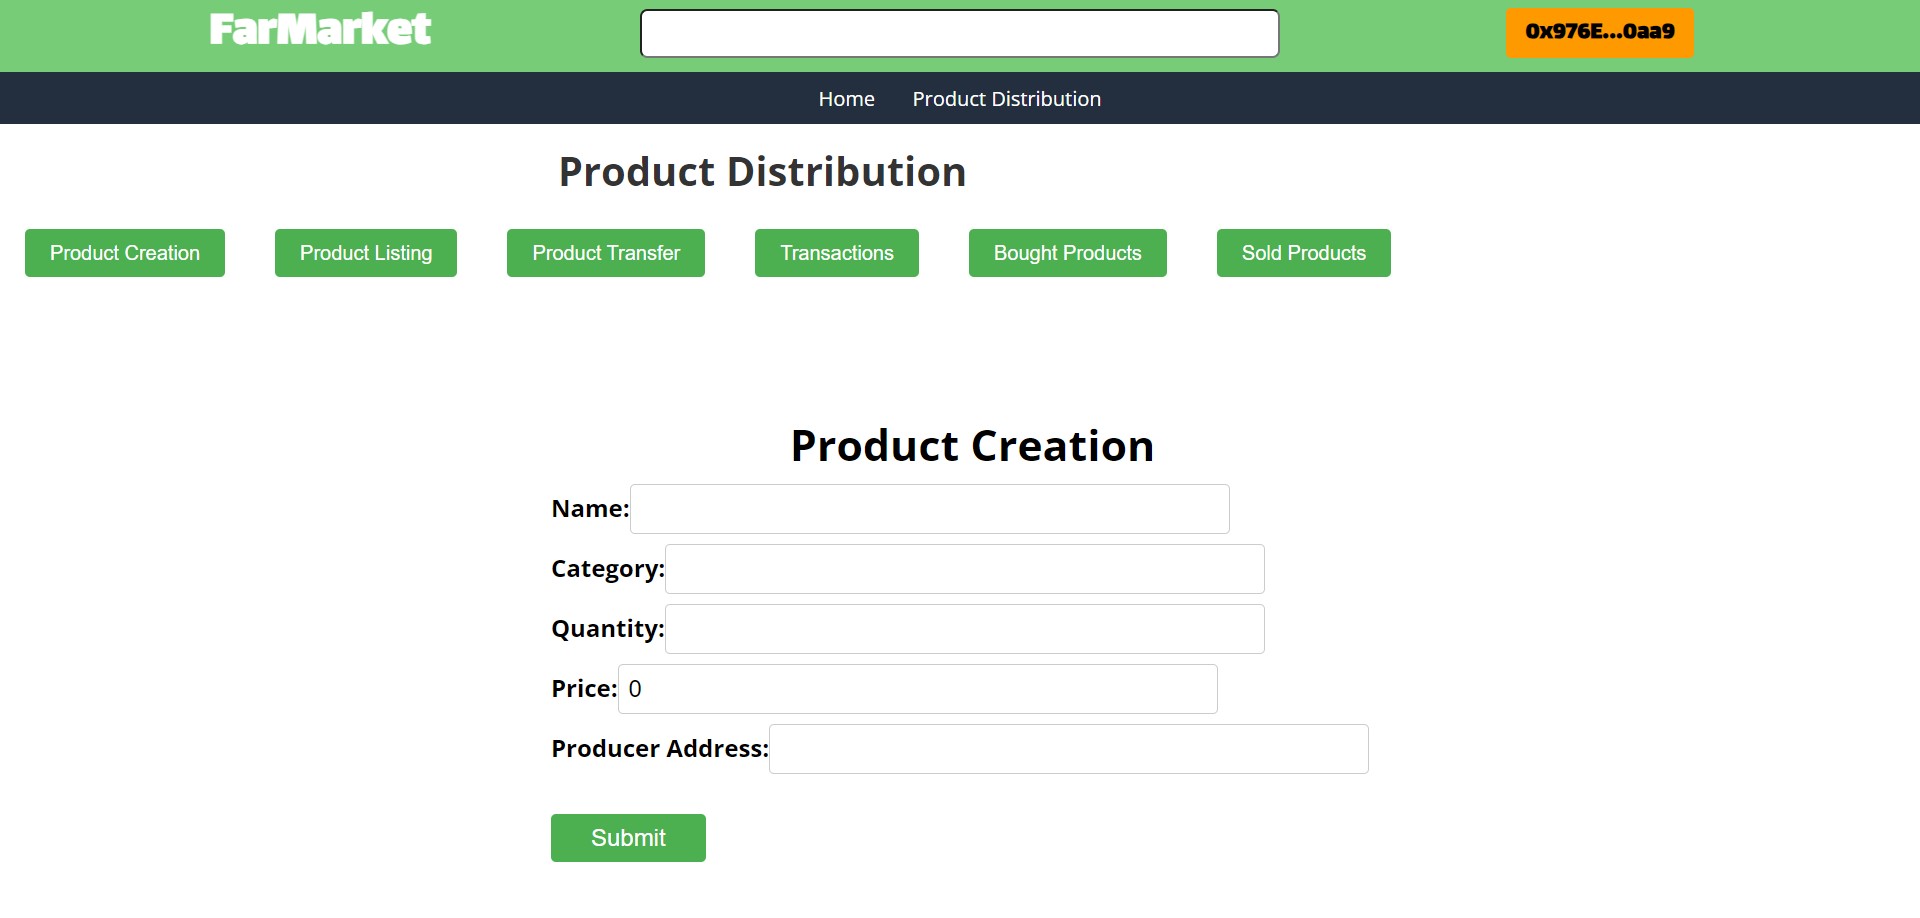 FarMarket
0x976E...0aa9
Home Product Distribution
Product Distribution
Product Creation Product Listing Product Transfer Transactions Bought Products Sold Products
Product Creation
Name:
Category:
Quantity:
Price: 0
Producer Address:
Submit